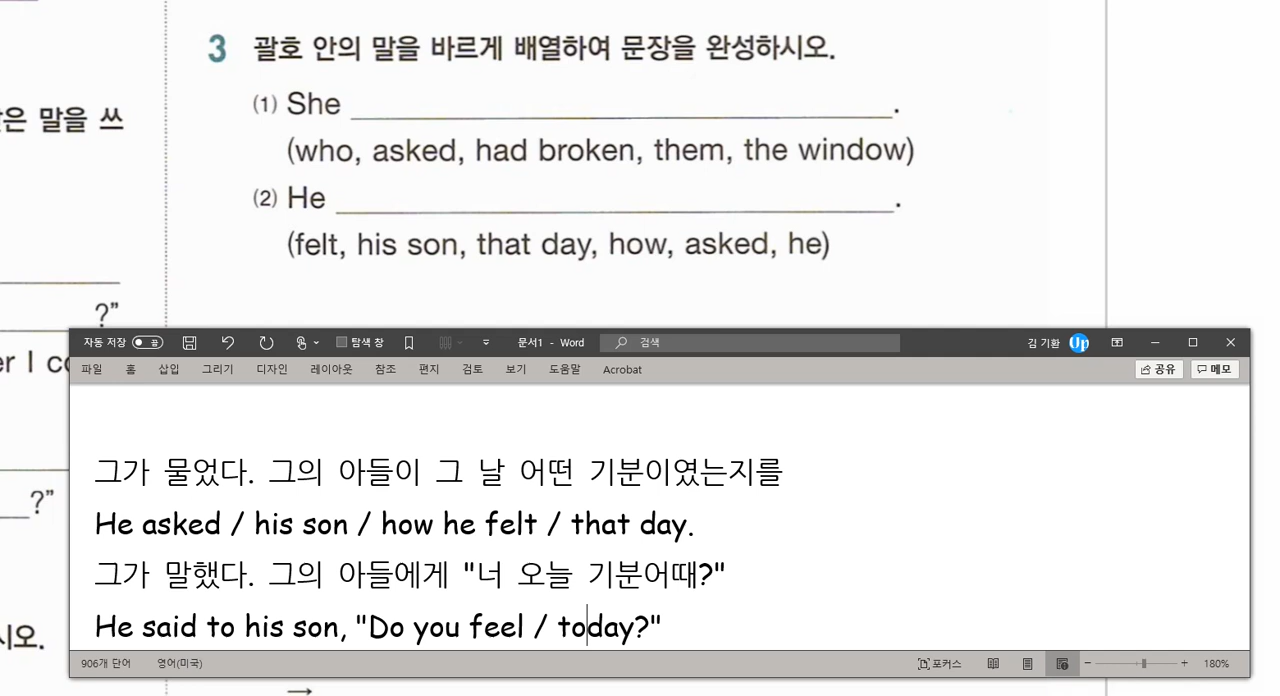 3 괄호 안의 말을 바르게 배열하여 문장을 완성하시오.
(1) She ______.
은 말을 쓰
(who, asked, had broken, them, the window)
(2) He ______.
(felt, his son, that day, how, asked, he)
?"
er I co
자동 저장 끔 탐색 창 문서1 - Word 검색 김 기환 Up
파일 홈 삽입 그리기 디자인 레이아웃 참조 편지 검토 보기 도움말 Acrobat 공유 메모
그가 물었다. 그의 아들이 그 날 어떤 기분이였는지를
?"
He asked / his son / how he felt / that day.
그가 말했다. 그의 아들에게 "너 오늘 기분어때?"
He said to his son, "Do you feel / today?"
시오.
906개 단어 영어(미국) 포커스 180%
→